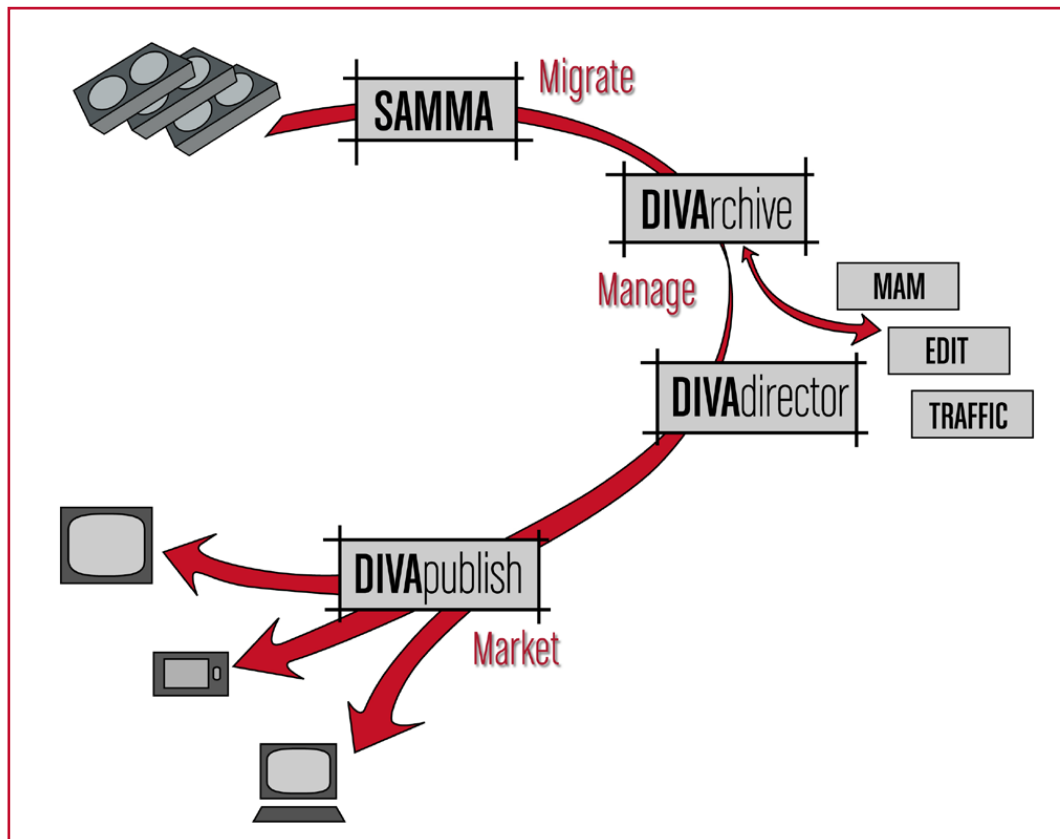 Migrate
SAMMA
DIVArchive
Manage
MAM
EDIT
DIVAdirector
TRAFFIC
DIVApublish
Market